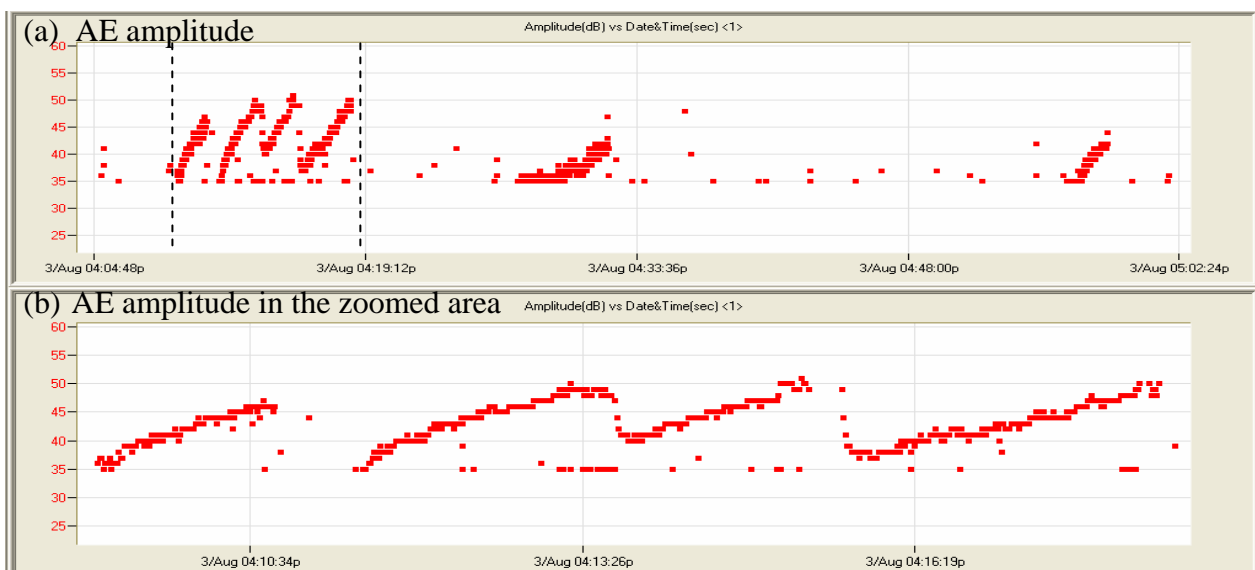 (a) AE amplitude
Amplitude(dB) vs Date&Time(sec) <1>
60
55
50
45
40
35
30
25
3/Aug 04:04:48p 3/Aug 04:19:12p 3/Aug 04:33:36p 3/Aug 04:48:00p 3/Aug 05:02:24p
(b) AE amplitude in the zoomed area
Amplitude(dB) vs Date&Time(sec) <1>
60
55
50
45
40
35
30
25
3/Aug 04:10:34p 3/Aug 04:13:26p 3/Aug 04:16:19p